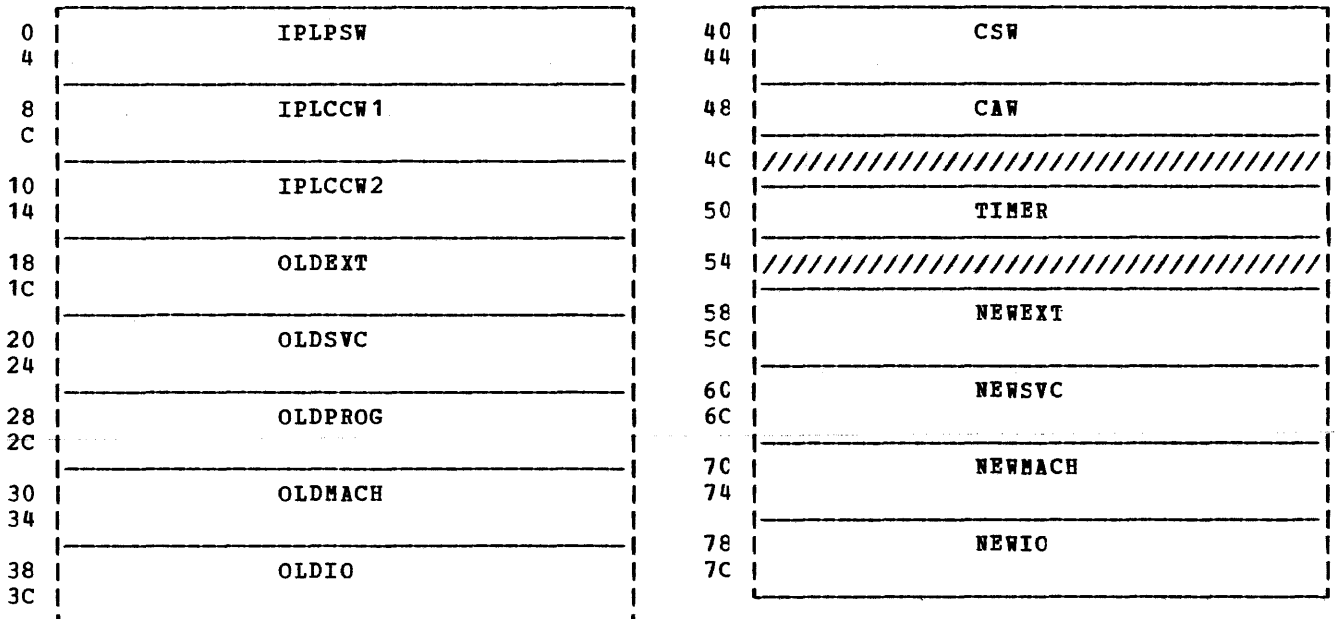 0 IPLPSW
4
8 IPLCCW1
C
10 IPLCCW2
14
18 OLDEXT
1C
20 OLDSVC
24
28 OLDPROG
2C
30 OLDMACH
34
38 OLDIO
3C
40 CSW
44
48 CAW
4C ////////////////////////////////////
50 TIMER
54 ////////////////////////////////////
58 NEWEXT
5C
60 NEWSVC
6C
70 NEWMACH
74
78 NEWIO
7C